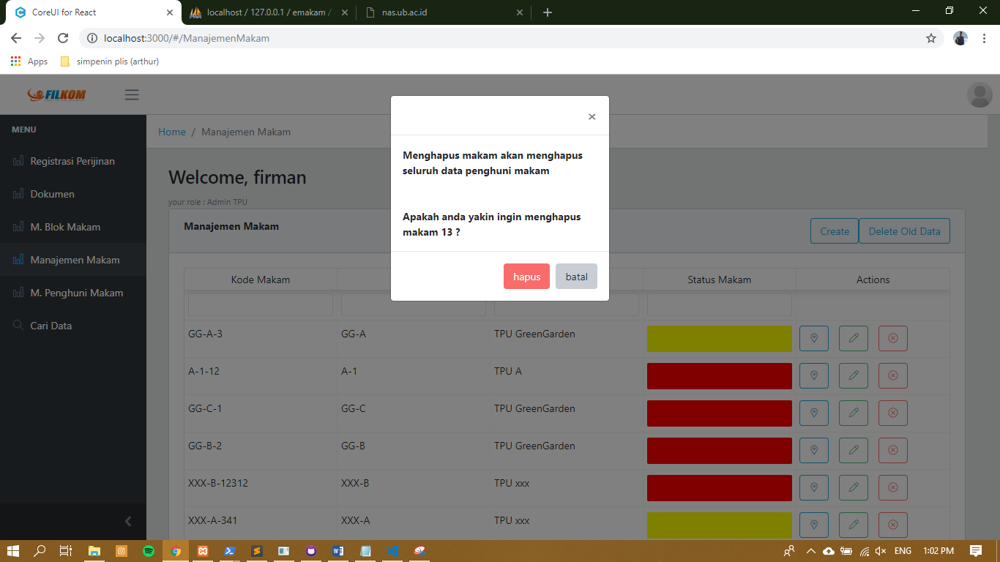 CoreUI for React
localhost / 127.0.0.1 / emakam /
nas.ub.ac.id
localhost:3000/#/ManajemenMakam
Apps
simpenin plis (arthur)
FILKOM
MENU
Registrasi Perijinan
Dokumen
M. Blok Makam
Manajemen Makam
M. Penghuni Makam
Cari Data
Home / Manajemen Makam
Welcome, firman
your role : Admin TPU
Manajemen Makam
Create
Delete Old Data
×
Menghapus makam akan menghapus
seluruh data penghuni makam
Apakah anda yakin ingin menghapus
makam 13 ?
hapus
batal
Kode Makam
Status Makam
Actions
GG-A-3 GG-A TPU GreenGarden
A-1-12 A-1 TPU A
GG-C-1 GG-C TPU GreenGarden
GG-B-2 GG-B TPU GreenGarden
XXX-B-12312 XXX-B TPU xxx
XXX-A-341 XXX-A TPU xxx
ENG
1:02 PM